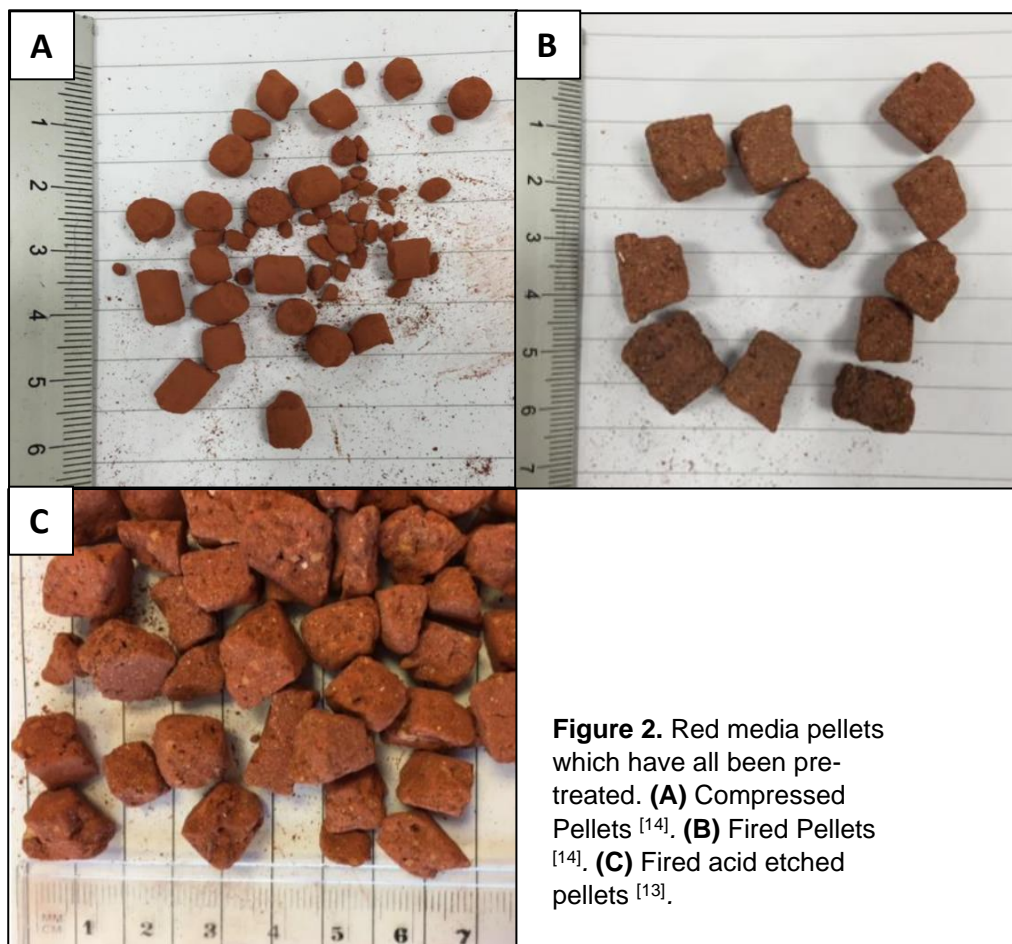 A
1
2
3
4
5
6
B
1
2
3
4
5
6
7
C
MM
CM
1
2
3
4
5
6
7
Figure 2. Red media pellets
which have all been pre-
treated. (A) Compressed
Pellets [14]. (B) Fired Pellets
[14]. (C) Fired acid etched
pellets [13].